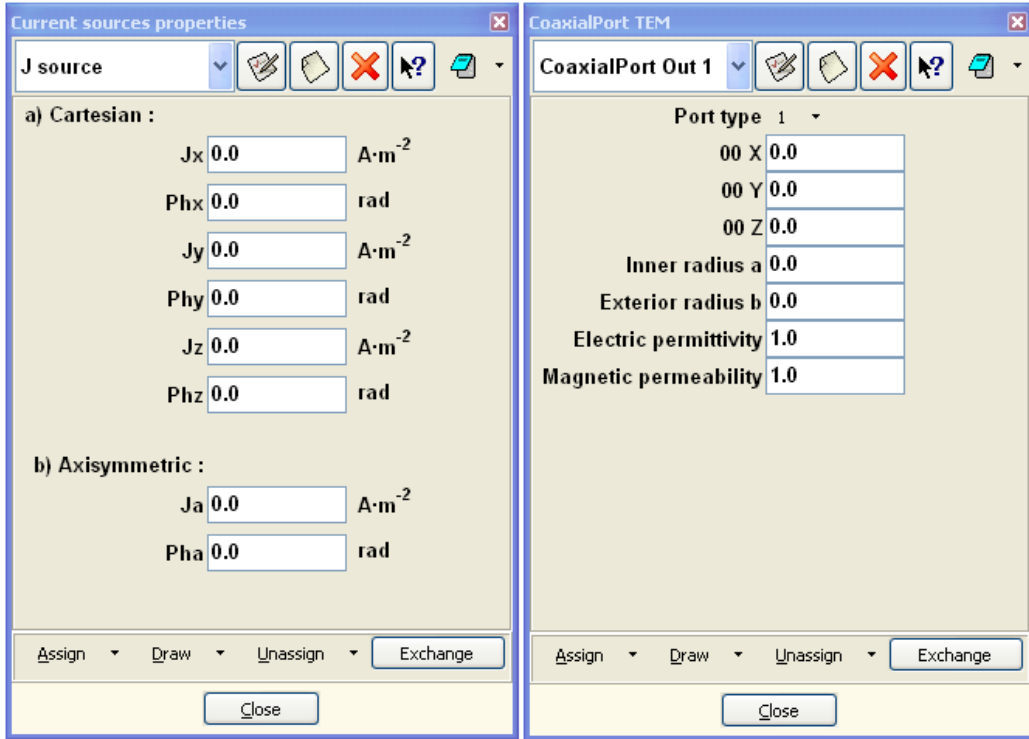 Current sources properties
J source
a) Cartesian :
Jx 0.0 A·m-2
Phx 0.0 rad
Jy 0.0 A·m-2
Phy 0.0 rad
Jz 0.0 A·m-2
Phz 0.0 rad
b) Axisymmetric :
Ja 0.0 A·m-2
Pha 0.0 rad
Assign Draw Unassign Exchange
Close
CoaxialPort TEM
CoaxialPort Out 1
Port type 1
00 X 0.0
00 Y 0.0
00 Z 0.0
Inner radius a 0.0
Exterior radius b 0.0
Electric permittivity 1.0
Magnetic permeability 1.0
Assign Draw Unassign Exchange
Close